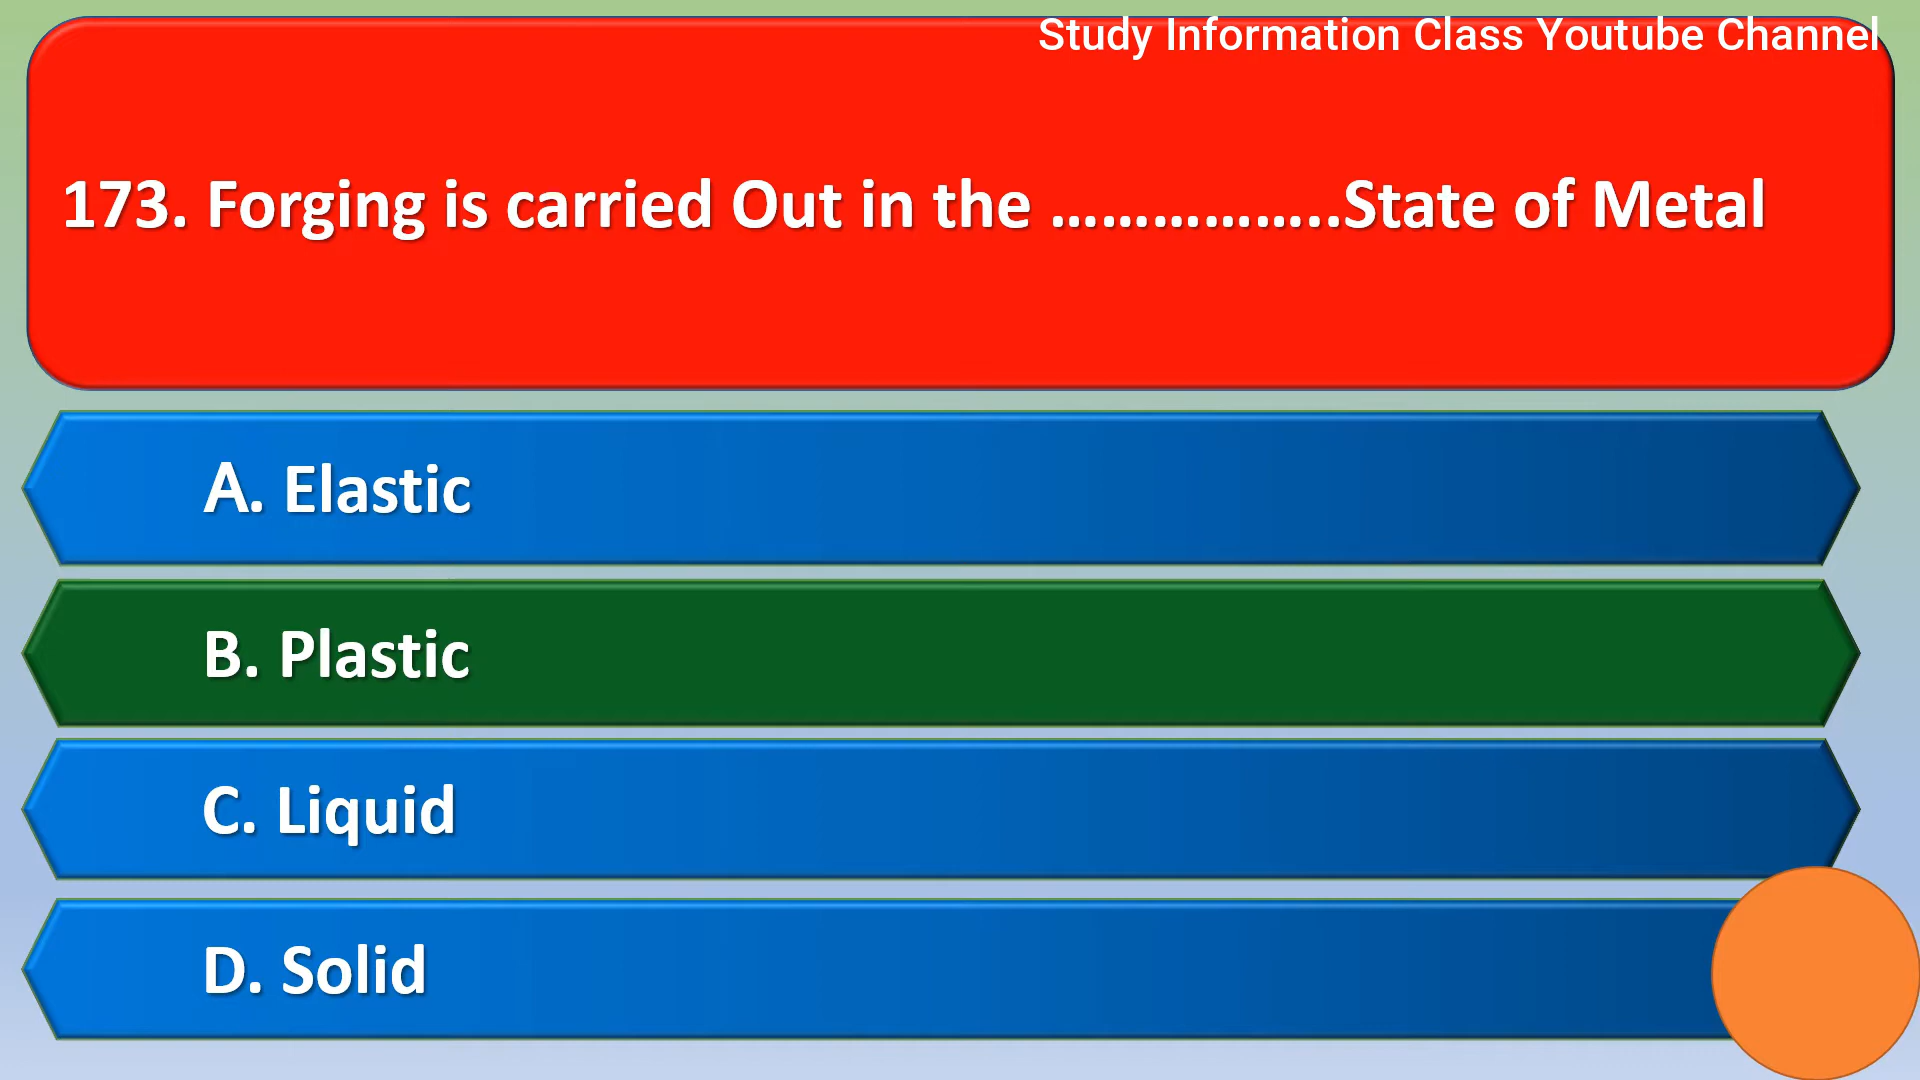 Study Information Class Youtube Channel
173. Forging is carried Out in the ……………..State of Metal
A. Elastic
B. Plastic
C. Liquid
D. Solid